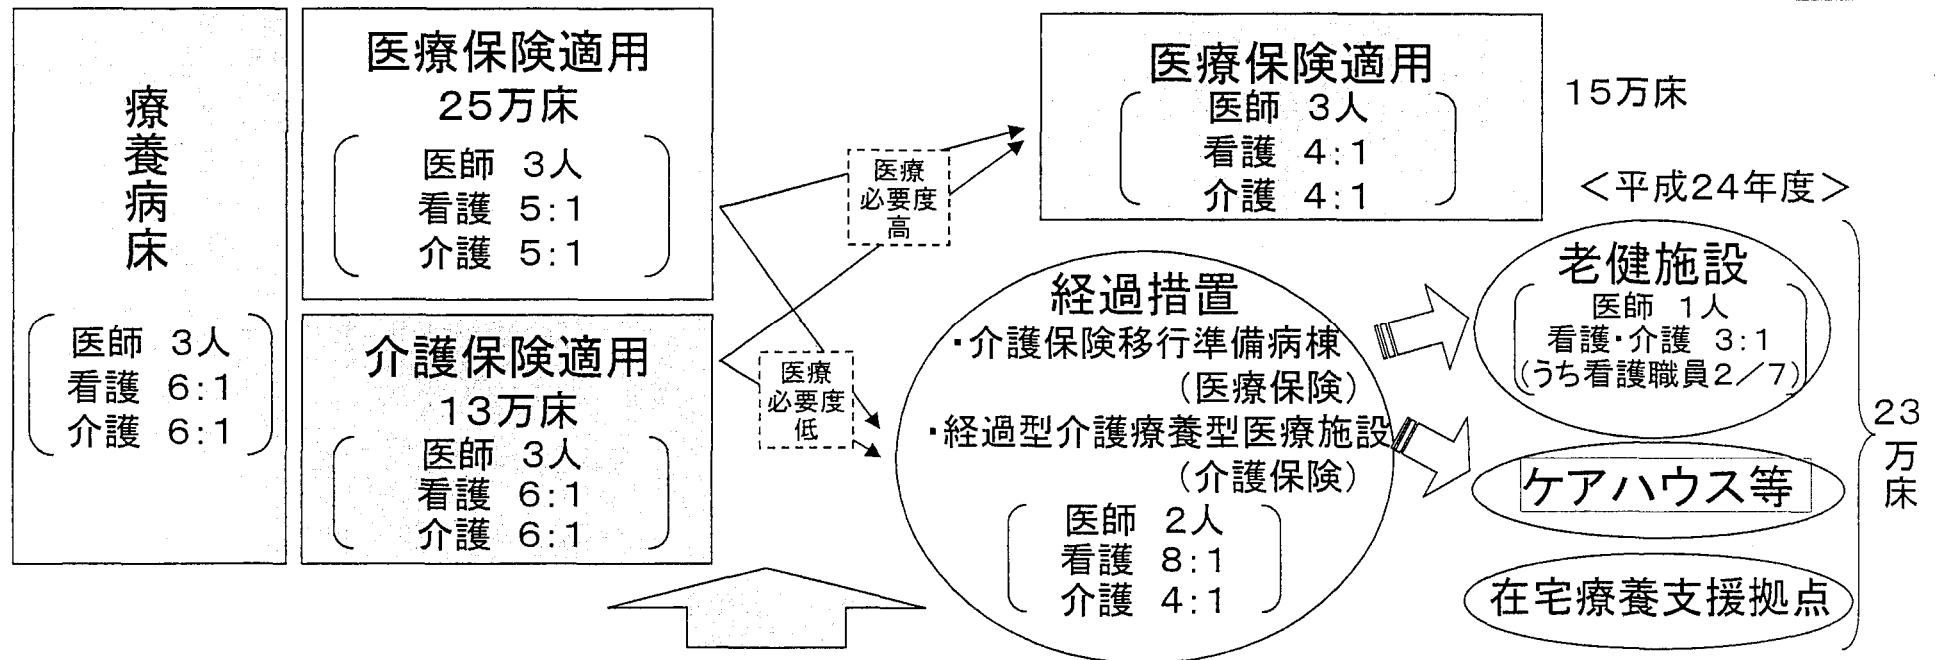 療養病床
医師 3人
看護 6:1
介護 6:1
医療保険適用
25万床
医師 3人
看護 5:1
介護 5:1
介護保険適用
13万床
医師 3人
看護 6:1
介護 6:1
医療
必要度
高
医療
必要度
低
医療保険適用
医師 3人
看護 4:1
介護 4:1
15万床
<平成24年度>
経過措置
・介護保険移行準備病棟
(医療保険)
・経過型介護療養型医療施設
(介護保険)
医師 2人
看護 8:1
介護 4:1
老健施設
医師 1人
看護・介護 3:1
(うち看護職員2/7)
ケアハウス等
在宅療養支援拠点
23万床